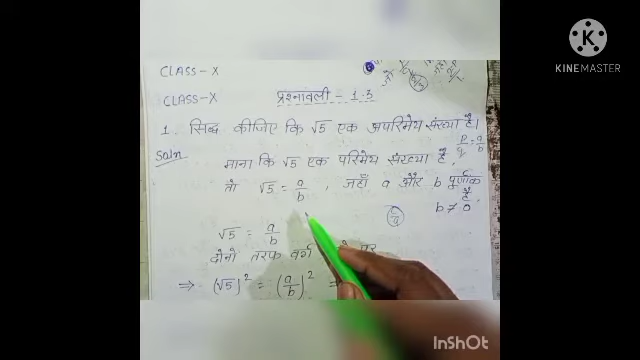 KINEMASTER
CLASS-X
CLASS-X प्रश्नावली - 1.3
1. सिद्ध कीजिए कि √5 एक अपरिमेय संख्या है।
Soln
p/q = a/b
माना कि √5 एक परिमेय संख्या है,
तो √5 = a/b , जहाँ a और b पूर्णांक है,
b ≠ 0
√5 = a/b
दोनो तरफ वर्ग पर
⇒ (√5)² = (a/b)² ⇒
InShOt